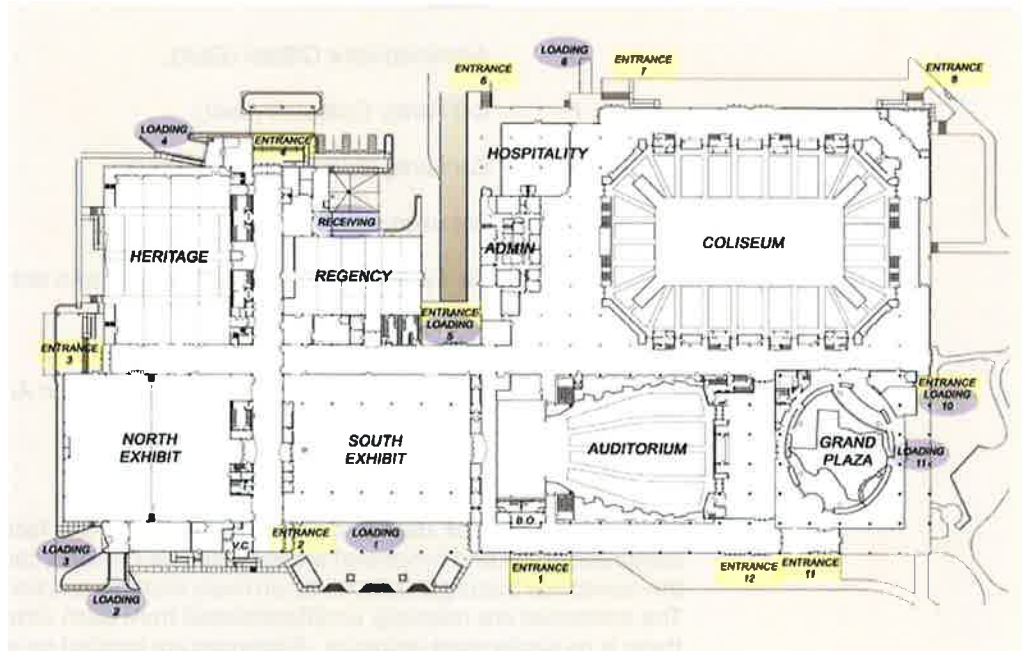 LOADING
6
ENTRANCE
6
ENTRANCE
7
ENTRANCE
8
LOADING
4
ENTRANCE
4
HOSPITALITY
RECEIVING
HERITAGE
REGENCY
ADMIN
COLISEUM
ENTRANCE
LOADING
5
ENTRANCE
3
ENTRANCE
LOADING
10
NORTH
EXHIBIT
SOUTH
EXHIBIT
AUDITORIUM
GRAND
PLAZA
LOADING
11
B.O.
V.C.
LOADING
3
ENTRANCE
2
LOADING
1
ENTRANCE
1
ENTRANCE
12
ENTRANCE
11
LOADING
2